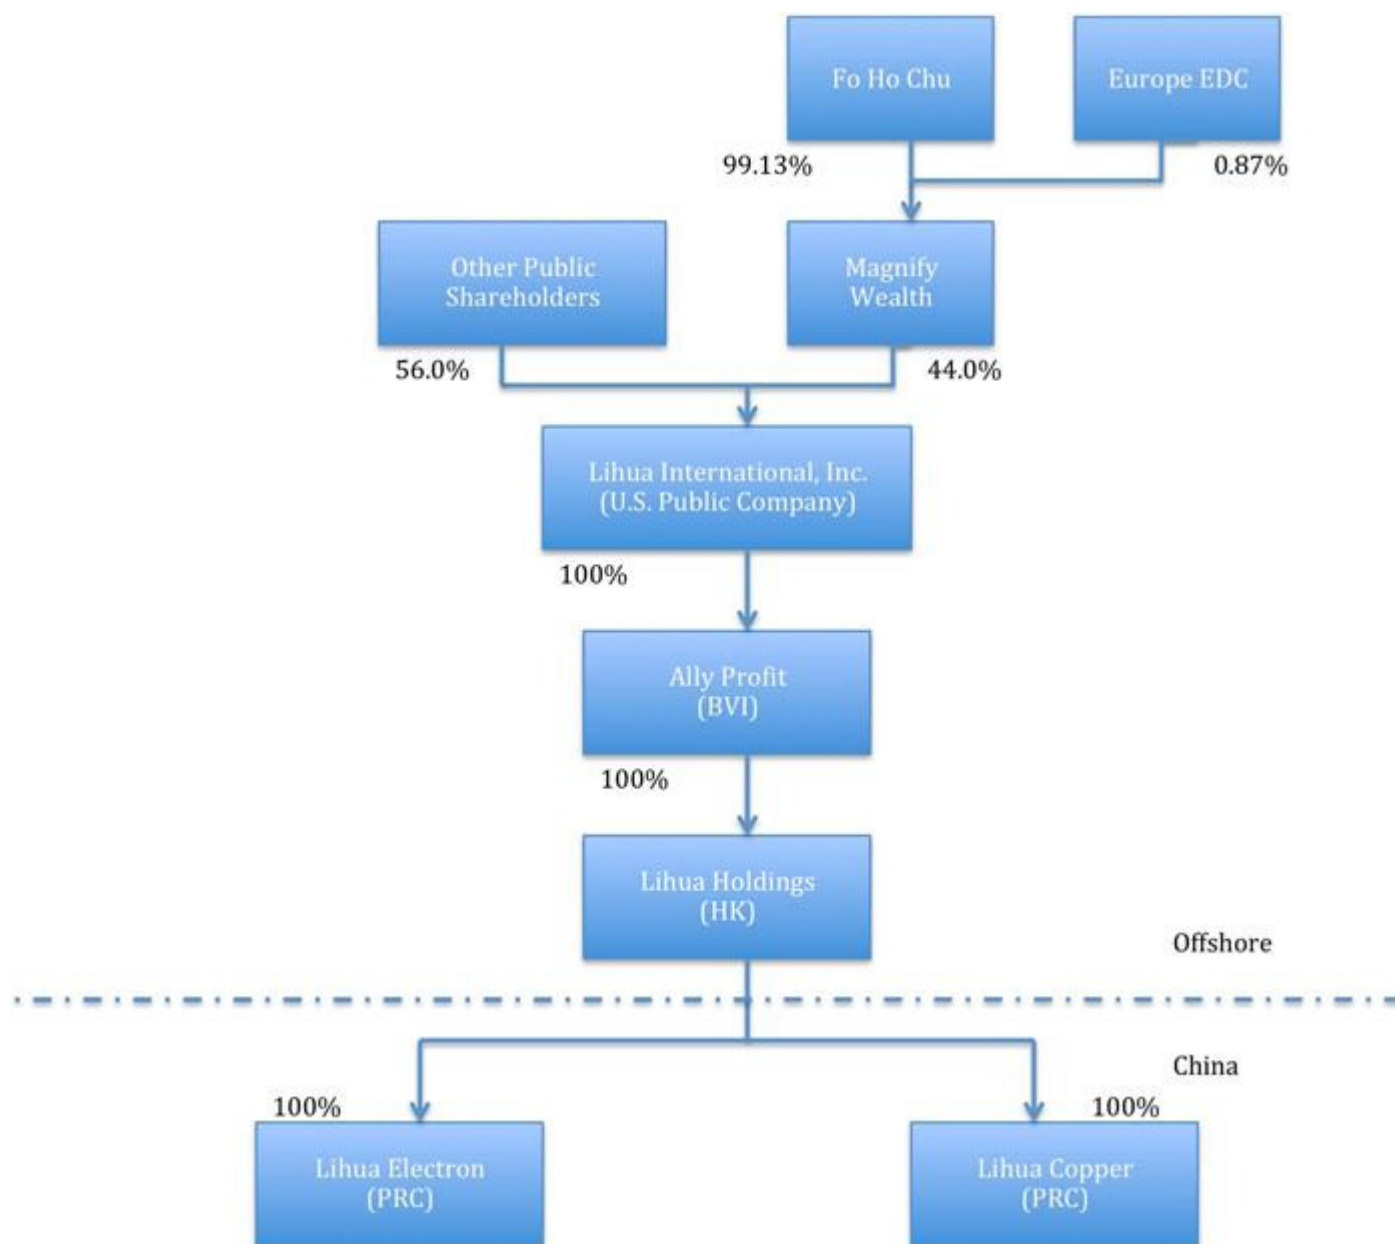 Fo Ho Chu
Europe EDC
99.13%
0.87%
Other Public
Shareholders
Magnify
Wealth
56.0%
44.0%
Lihua International, Inc.
(U.S. Public Company)
100%
Ally Profit
(BVI)
100%
Lihua Holdings
(HK)
Offshore
China
100%
100%
Lihua Electron
(PRC)
Lihua Copper
(PRC)